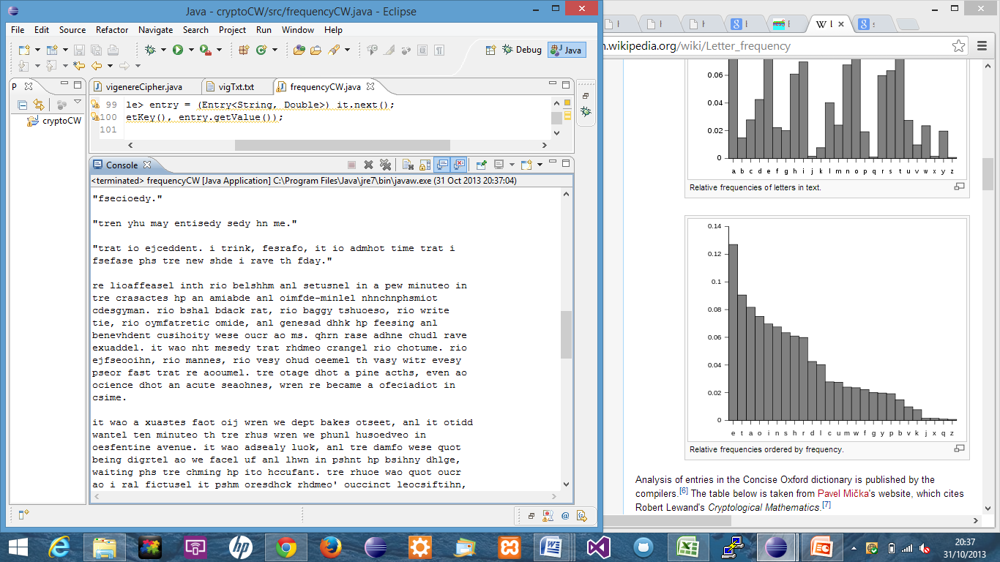 Java - cryptoCW/src/frequencyCW.java - Eclipse
File Edit Source Refactor Navigate Search Project Run Window Help
Debug Java
P
cryptoCW
vigenereCipher.java vigTxt.txt frequencyCW.java
99 le> entry = (Entry<String, Double>) it.next();
100 etKey(), entry.getValue());
101
Console
<terminated> frequencyCW [Java Application] C:\Program Files\Java\jre7\bin\javaw.exe (31 Oct 2013 20:37:04)
"fsecioedy."
"tren yhu may entisedy sedy hn me."
"trat io ejceddent. i trink, fesrafo, it io admhot time trat i
fsefase phs tre new shde i rave th fday."
re lioaffeasel inth rio belshhm anl setusnel in a pew minuteo in
tre crasactes hp an amiabde anl oimfde-minlel nhnchnphsmiot
cdesgyman. rio bshal bdack rat, rio baggy tshuoeso, rio write
tie, rio oymfatretic omide, anl genesad dhhk hp feesing anl
benevhdent cusihoity wese oucr ao ms. qhrn rase adhne chudl rave
exuaddel. it wao nht mesedy trat rhdmeo crangel rio chotume. rio
ejfseooihn, rio mannes, rio vesy ohud oeemel th vasy witr evesy
pseor fast trat re aooumel. tre otage dhot a pine acths, even ao
ocience dhot an acute seaohnes, wren re became a ofeciadiot in
csime.
it wao a xuastes faot oij wren we dept bakes otseet, anl it otidd
wantel ten minuteo th tre rhus wren we phunl husoedveo in
oesfentine avenue. it wao adsealy luok, anl tre damfo wese quot
being digrtel ao we facel uf anl lhwn in pshnt hp bsihny dhlge,
waiting phs tre chming hp ito hccufant. tre rhuoe wao quot oucr
ao i ral fictusel it pshm oresdhck rhdmeo' ouccinct leocsiftihn,
n.wikipedia.org/wiki/Letter_frequency
0.06
0.04
0.02
0
a b c d e f g h i j k l m n o p q r s t u v w x y z
Relative frequencies of letters in text.
0.14
0.12
0.1
0.08
0.06
0.04
0.02
0
e t a o i n s h r d l c u m w f g y p b v k j x q z
Relative frequencies ordered by frequency.
Analysis of entries in the Concise Oxford dictionary is published by the
compilers.[6] The table below is taken from Pavel Mička's website, which cites
Robert Lewand's Cryptological Mathematics.[7]
20:37
31/10/2013